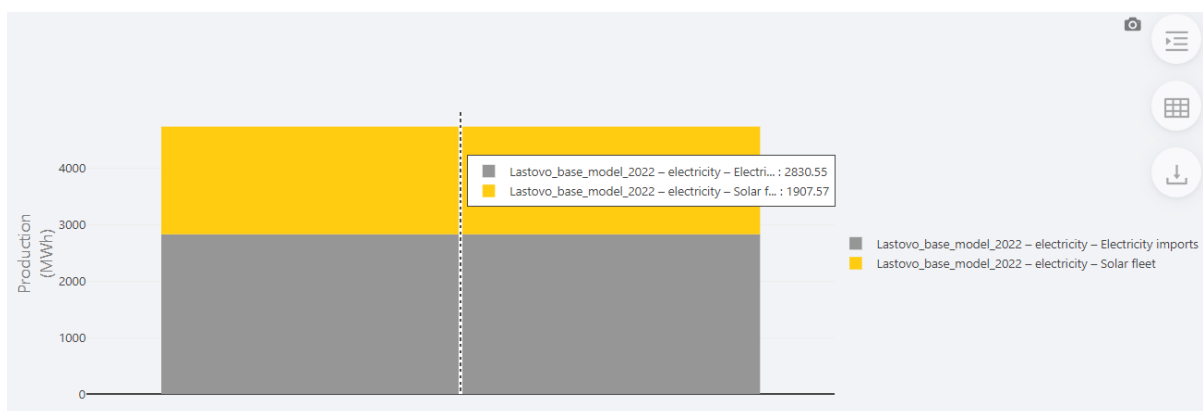 4000
3000
2000
1000
0
Production
(MWh)
Lastovo_base_model_2022 – electricity – Electri... : 2830.55
Lastovo_base_model_2022 – electricity – Solar f... : 1907.57
Lastovo_base_model_2022 – electricity – Electricity imports
Lastovo_base_model_2022 – electricity – Solar fleet